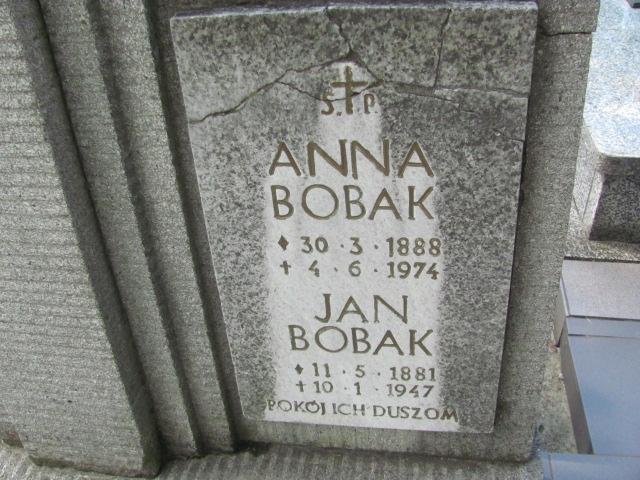 Ś.†P.
ANNA
BOBAK
♦ 30·3·1888
† 4·6·1974
JAN
BOBAK
♦ 11·5·1881
† 10·1·1947
POKÓJ ICH DUSZOM